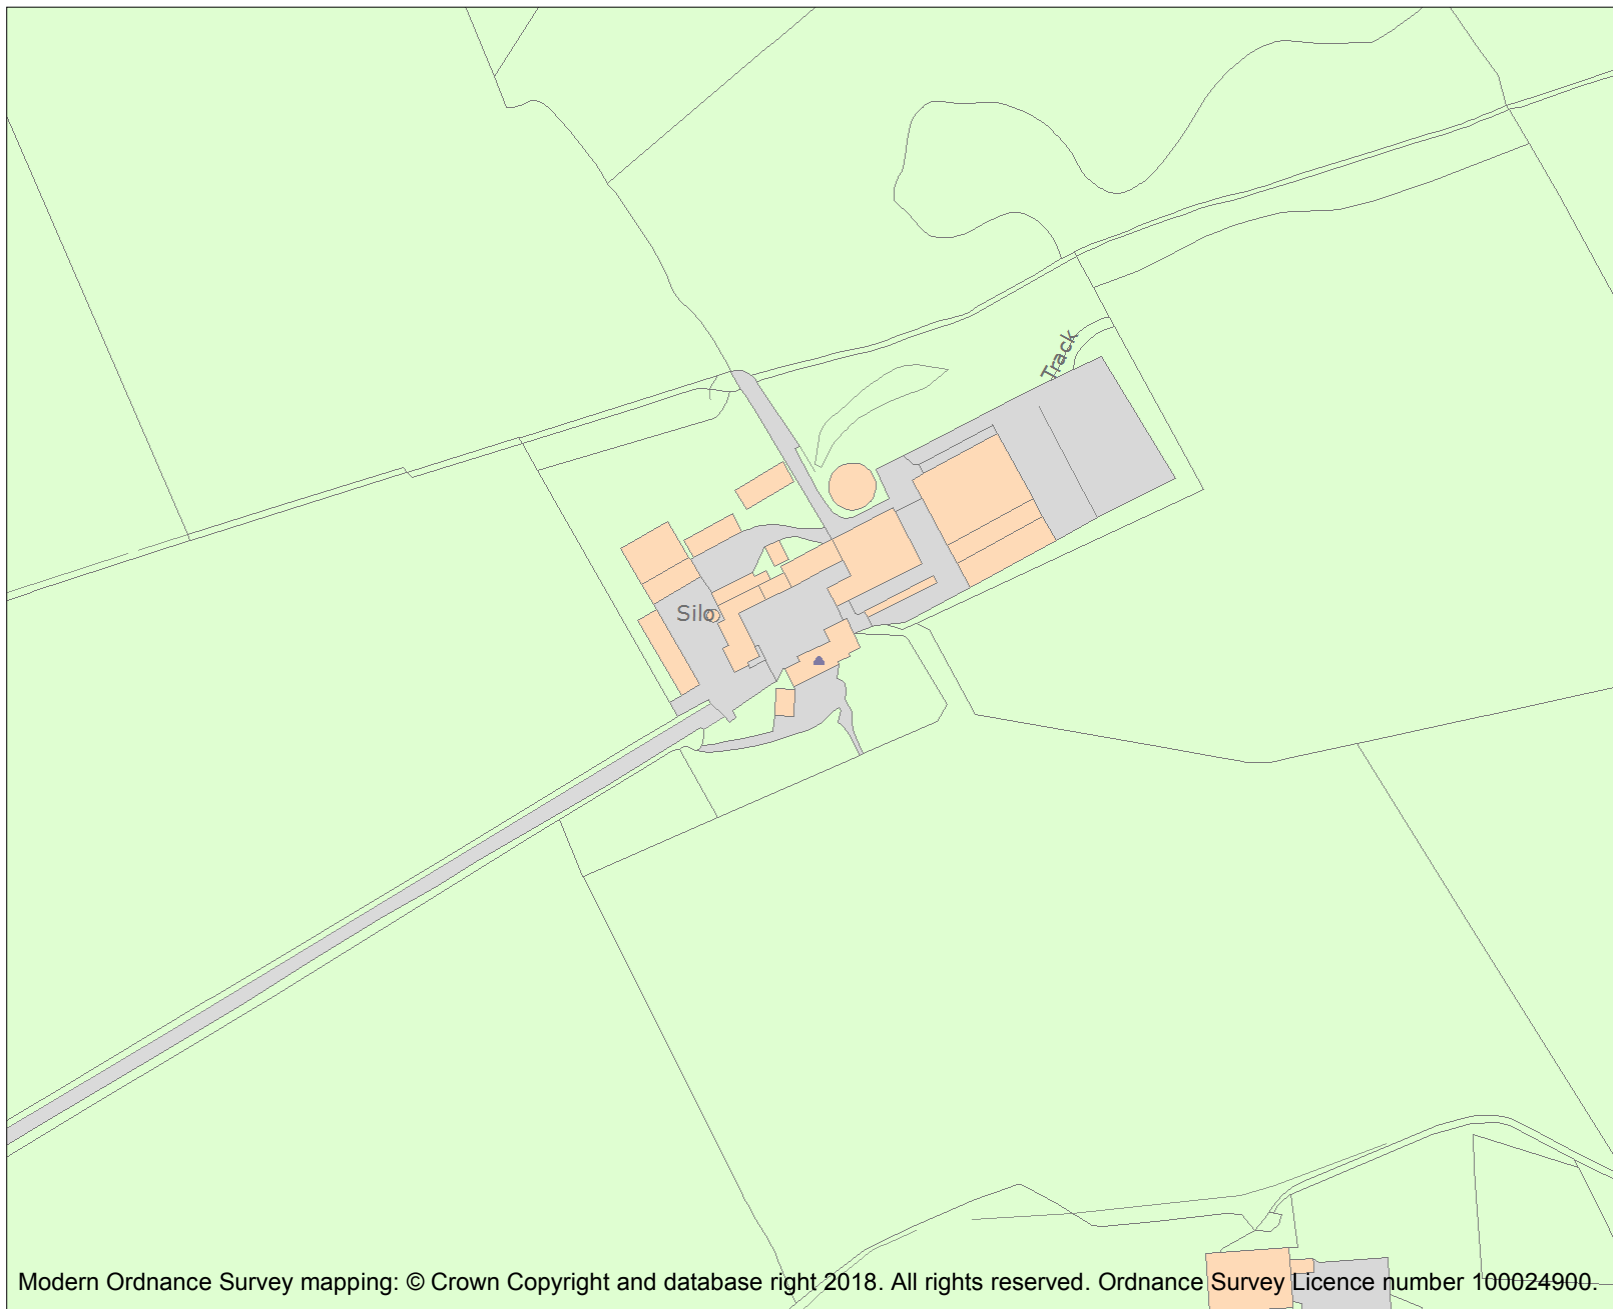 Track
Silo
Modern Ordnance Survey mapping: © Crown Copyright and database right 2018. All rights reserved. Ordnance Survey Licence number 100024900.